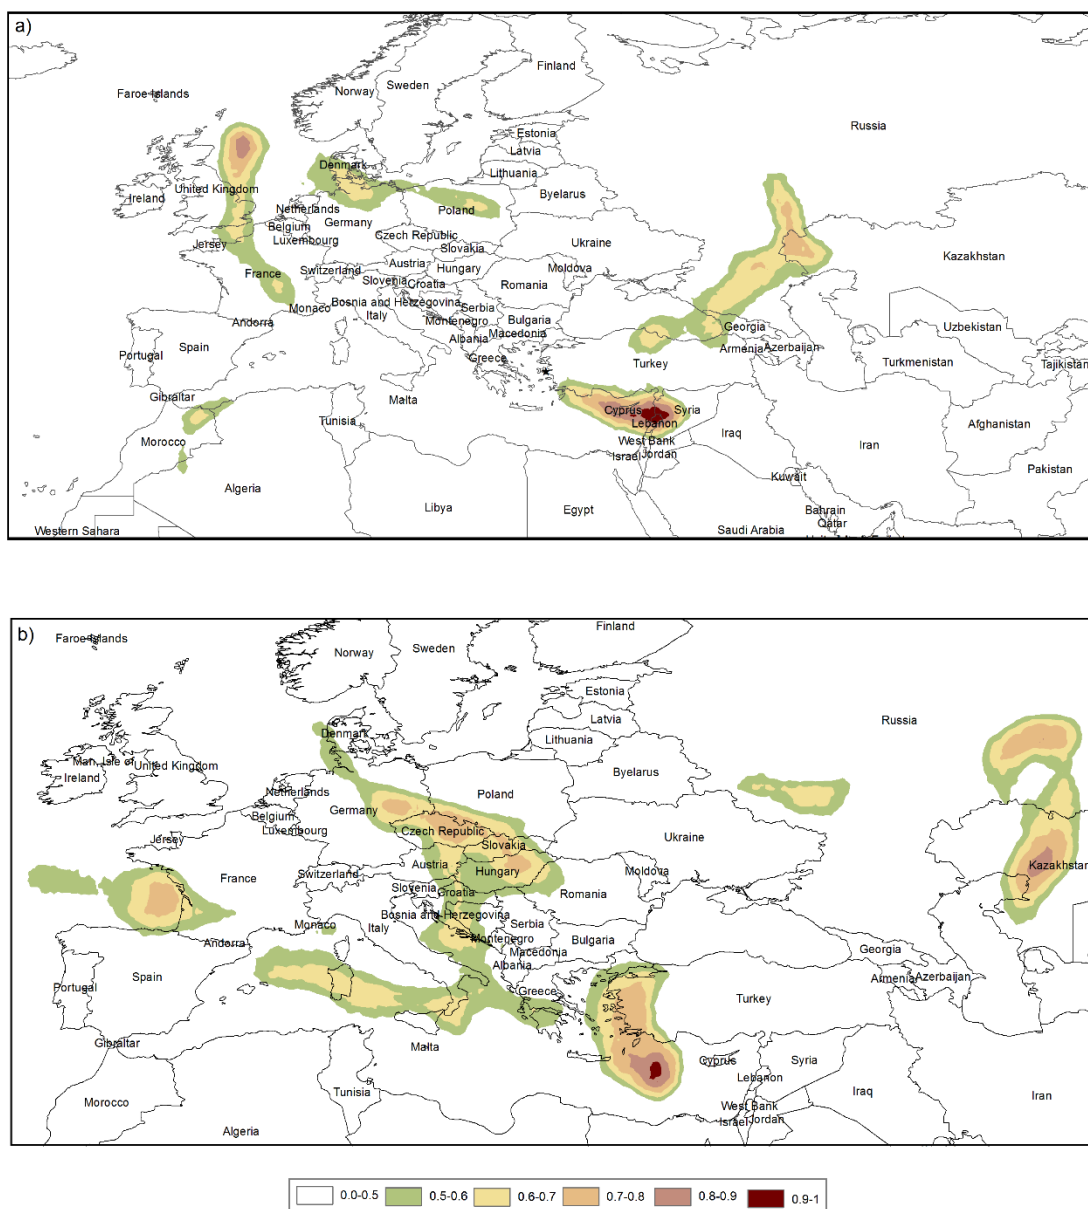 a)
Finland
Sweden
Norway
Faroe-Islands
Russia
Estonia
Latvia
Denmark
Lithuania
United Kingdom
Byelarus
Ireland
Netherlands
Poland
Germany
Belgium
Czech Republic
Luxembourg
Jersey
Ukraine
Slovakia
Kazakhstan
Austria
France
Switzerland
Hungary
Moldova
Slovenia
Croatia
Romania
Bosnia and Herzegovina
Monaco
Serbia
Italy
Andorra
Montenegro
Bulgaria
Georgia
Uzbekistan
Macedonia
Albania
Spain
Portugal
Armenia
Azerbaijan
Greece
Turkey
Turkmenistan
Tajikistan
Gibraltar
Malta
Cyprus
Syria
Tunisia
Lebanon
Afghanistan
Iraq
Morocco
West Bank
Iran
Israel
Jordan
Pakistan
Kuwait
Algeria
Libya
Egypt
Bahrain
Qatar
Western Sahara
Saudi Arabia
b)
Finland
Faroe-Islands
Sweden
Norway
Estonia
Latvia
Russia
Denmark
Lithuania
Man, Isle of
United Kingdom
Ireland
Byelarus
Netherlands
Poland
Germany
Belgium
Luxembourg
Czech Republic
Jersey
Ukraine
Slovakia
Austria
Kazakhstan
France
Switzerland
Hungary
Moldova
Slovenia
Croatia
Romania
Bosnia and Herzegovina
Monaco
Italy
Serbia
Andorra
Montenegro
Bulgaria
Georgia
Macedonia
Albania
Spain
Armenia
Azerbaijan
Portugal
Greece
Turkey
Gibraltar
Malta
Cyprus
Syria
Lebanon
Tunisia
Iraq
Iran
Morocco
West Bank
Israel
Jordan
Algeria
0.0-0.5
0.5-0.6
0.6-0.7
0.7-0.8
0.8-0.9
0.9-1